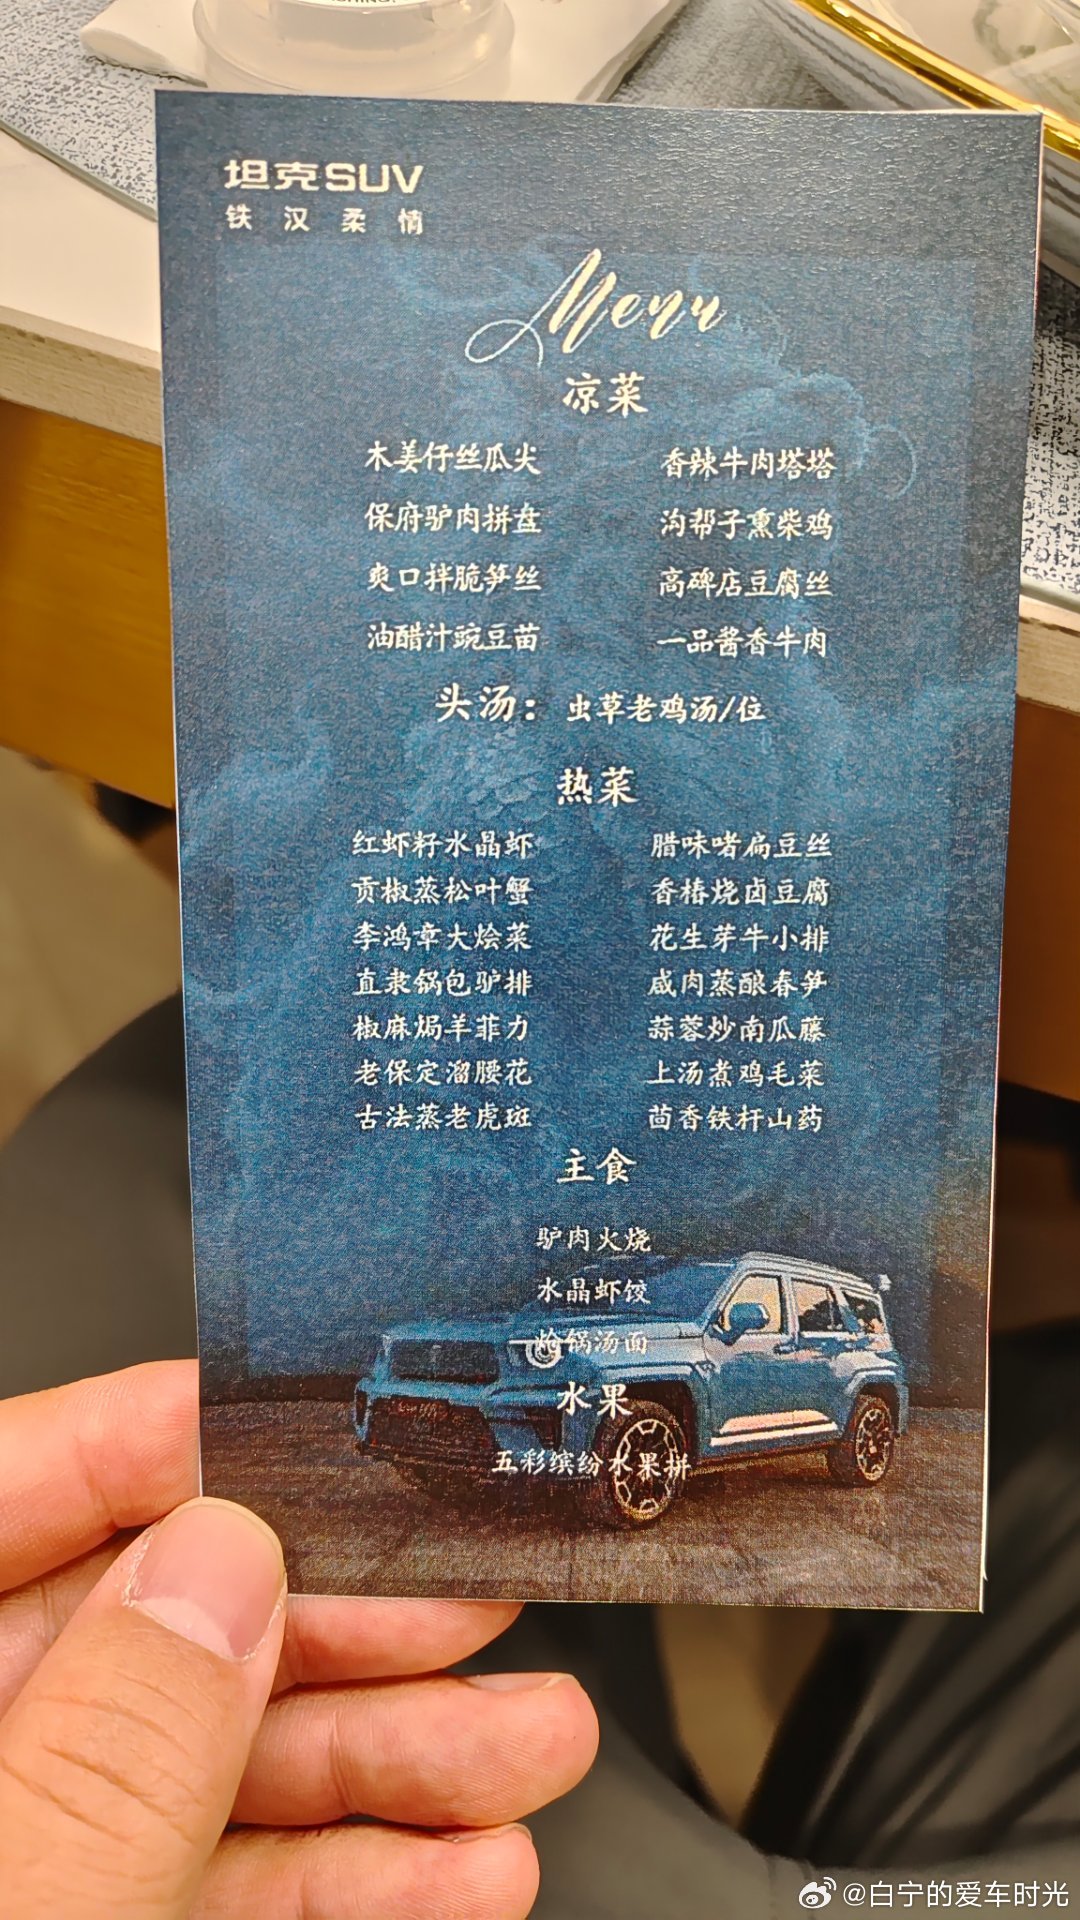 坦克SUV
铁汉柔情
Menu
凉菜
木姜仔丝瓜尖 香辣牛肉塔塔
保府驴肉拼盘 沟帮子熏柴鸡
爽口拌脆笋丝 高碑店豆腐丝
油醋汁豌豆苗 一品酱香牛肉
头汤：虫草老鸡汤/位
热菜
红虾籽水晶虾 腊味啫扁豆丝
贡椒蒸松叶蟹 香椿烧卤豆腐
李鸿章大烩菜 花生芽牛小排
直隶锅包驴排 咸肉蒸酿春笋
椒麻焗羊菲力 蒜蓉炒南瓜藤
老保定溜腰花 上汤煮鸡毛菜
古法蒸老虎斑 茴香铁杆山药
主食
驴肉火烧
水晶虾饺
炝锅汤面
水果
五彩缤纷水果拼
@白宁的爱车时光